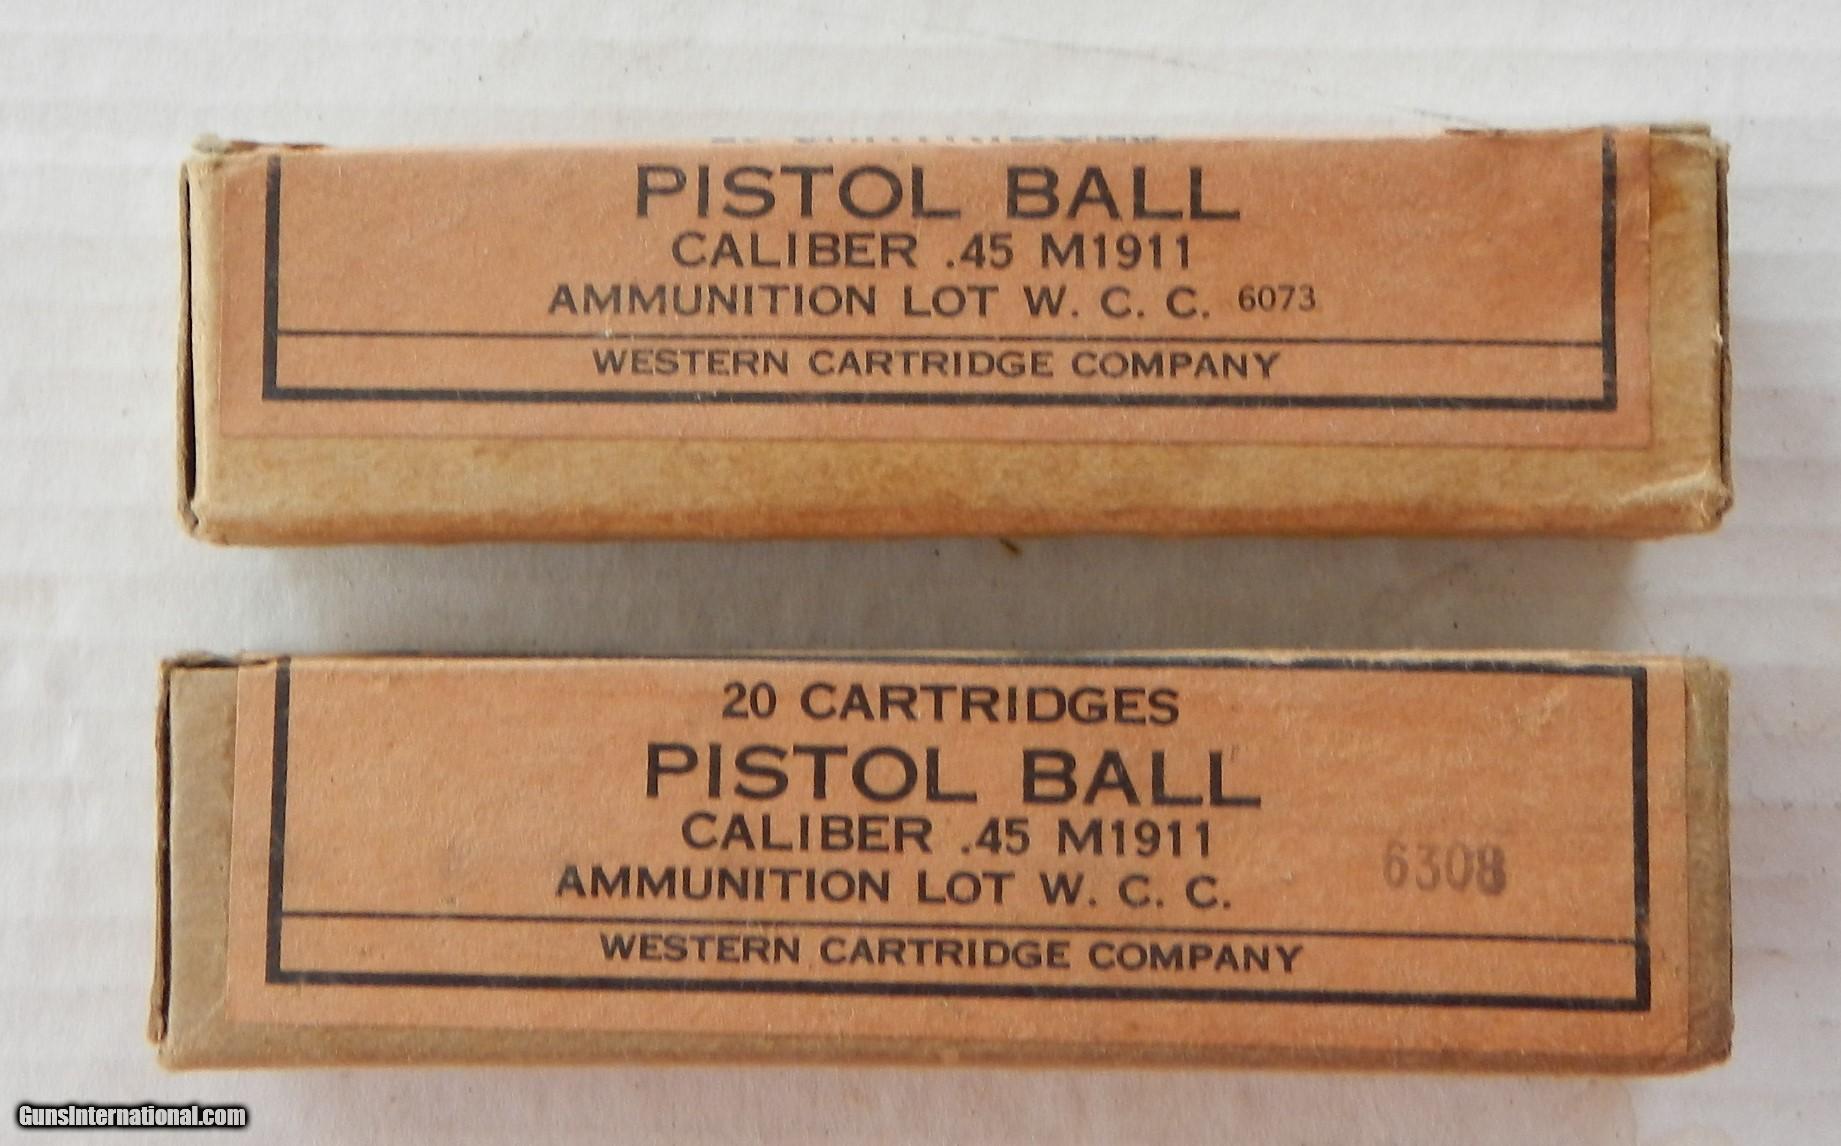 PISTOL BALL
CALIBER .45 M1911
AMMUNITION LOT W. C. C. 6073
WESTERN CARTRIDGE COMPANY
20 CARTRIDGES
PISTOL BALL
CALIBER .45 M1911
AMMUNITION LOT W. C. C. 6308
WESTERN CARTRIDGE COMPANY
GunsInternational.com